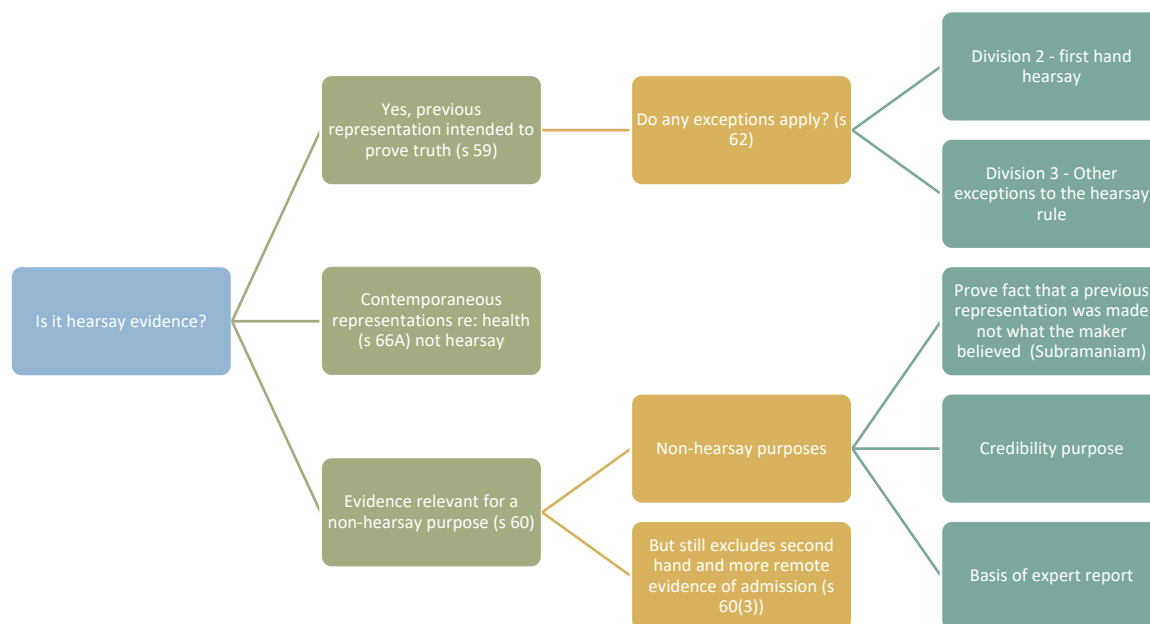 Is it hearsay evidence?
Yes, previous
representation intended to
prove truth (s 59)
Do any exceptions apply? (s
62)
Division 2 - first hand
hearsay
Division 3 - Other
exceptions to the hearsay
rule
Contemporaneous
representations re: health
(s 66A) not hearsay
Evidence relevant for a
non-hearsay purpose (s 60)
Non-hearsay purposes
Prove fact that a previous
representation was made
not what the maker
believed (Subramaniam)
Credibility purpose
Basis of expert report
But still excludes second
hand and more remote
evidence of admission (s
60(3))